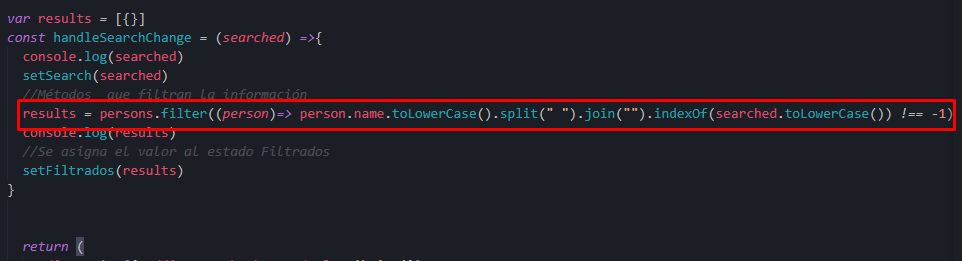 var results = [{}]
const handleSearchChange = (searched) =>{
console.log(searched)
setSearch(searched)
//Métodos  que filtran la información
results = persons.filter((person)=> person.name.toLowerCase().split(" ").join("").indexOf(searched.toLowerCase()) !== -1)
console.log(results)
//Se asigna el valor al estado Filtrados
setFiltrados(results)
}
return (